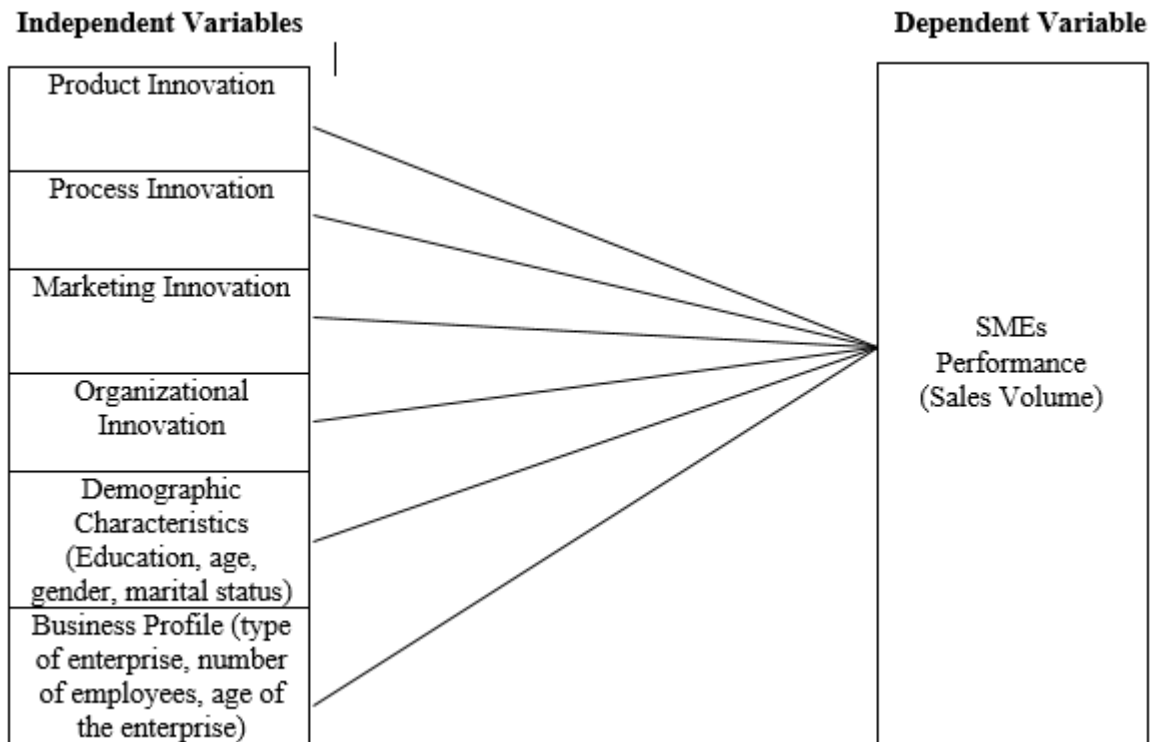 Independent Variables
Product Innovation
Process Innovation
Marketing Innovation
Organizational
Innovation
Demographic
Characteristics
(Education, age,
gender, marital status)
Business Profile (type
of enterprise, number
of employees, age of
the enterprise)
Dependent Variable
SMEs
Performance
(Sales Volume)